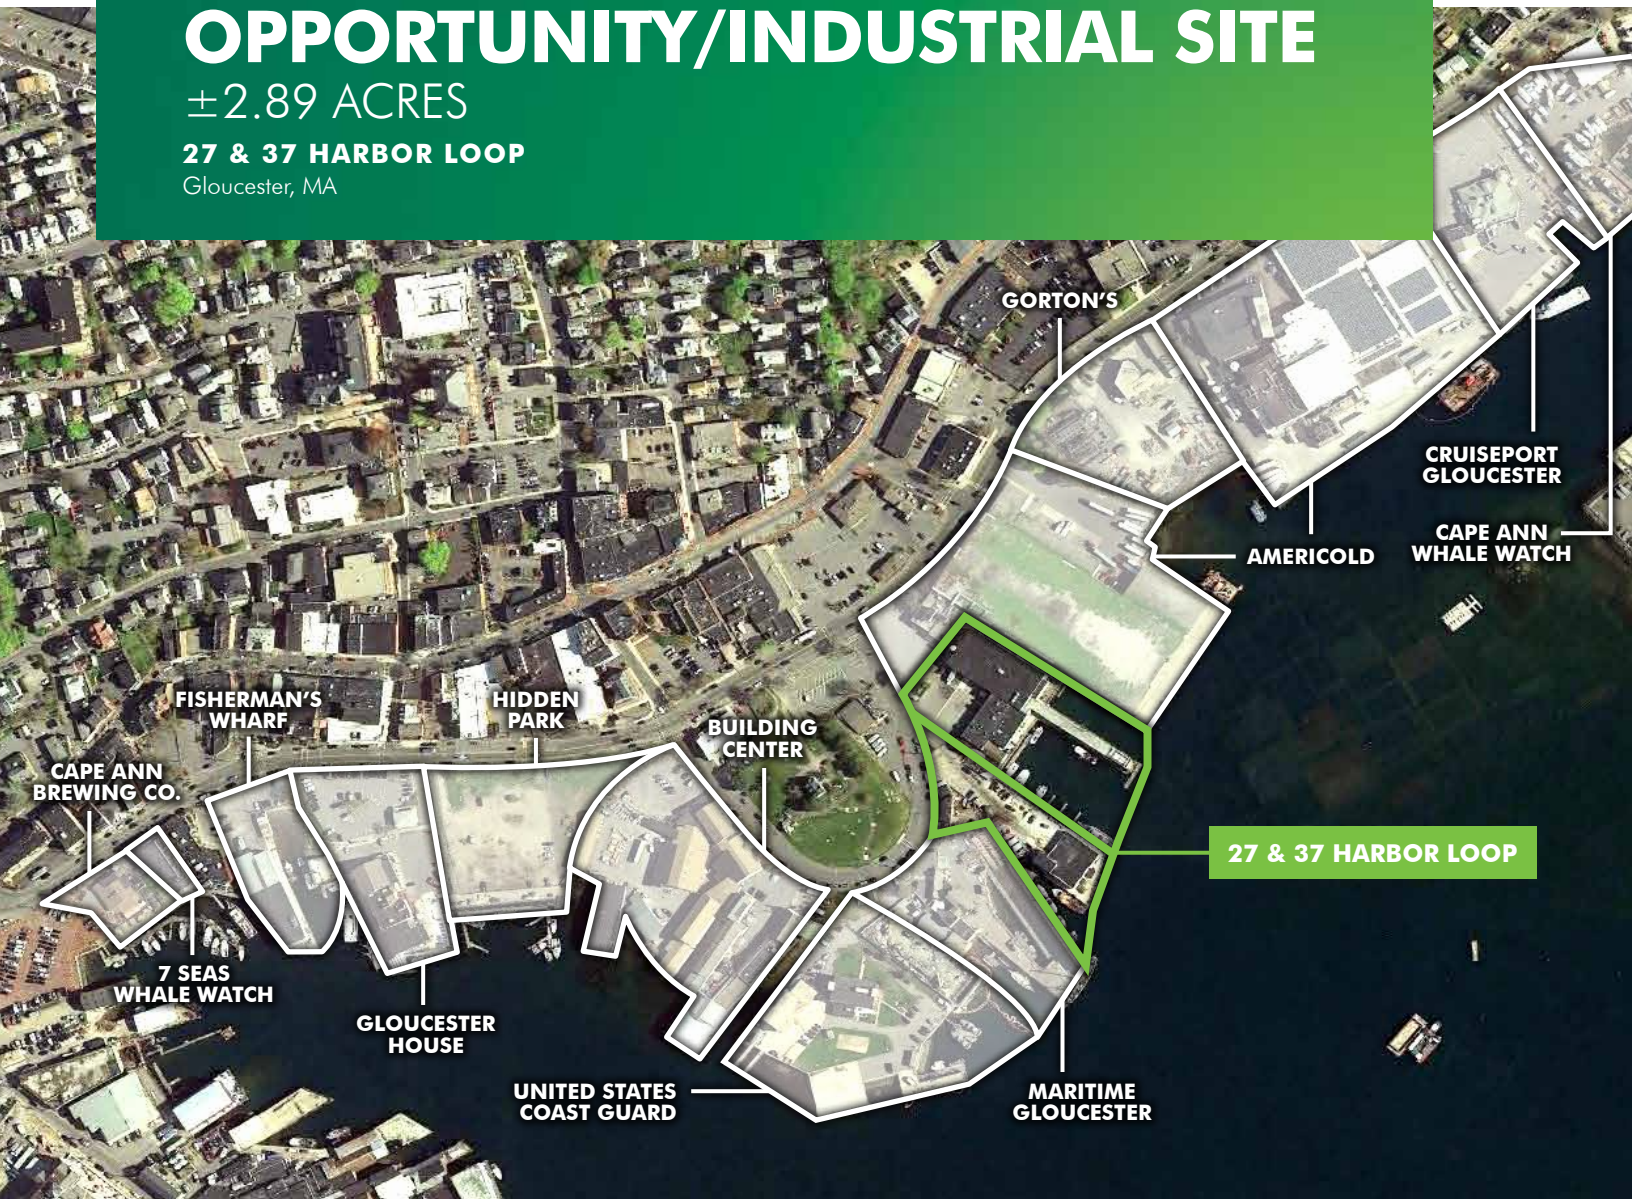 OPPORTUNITY/INDUSTRIAL SITE
±2.89 ACRES
27 & 37 HARBOR LOOP
Gloucester, MA
GORTON'S
CRUISEPORT
GLOUCESTER
CAPE ANN
WHALE WATCH
AMERICOLD
FISHERMAN'S
WHARF
HIDDEN
PARK
BUILDING
CENTER
CAPE ANN
BREWING CO.
27 & 37 HARBOR LOOP
7 SEAS
WHALE WATCH
GLOUCESTER
HOUSE
UNITED STATES
COAST GUARD
MARITIME
GLOUCESTER